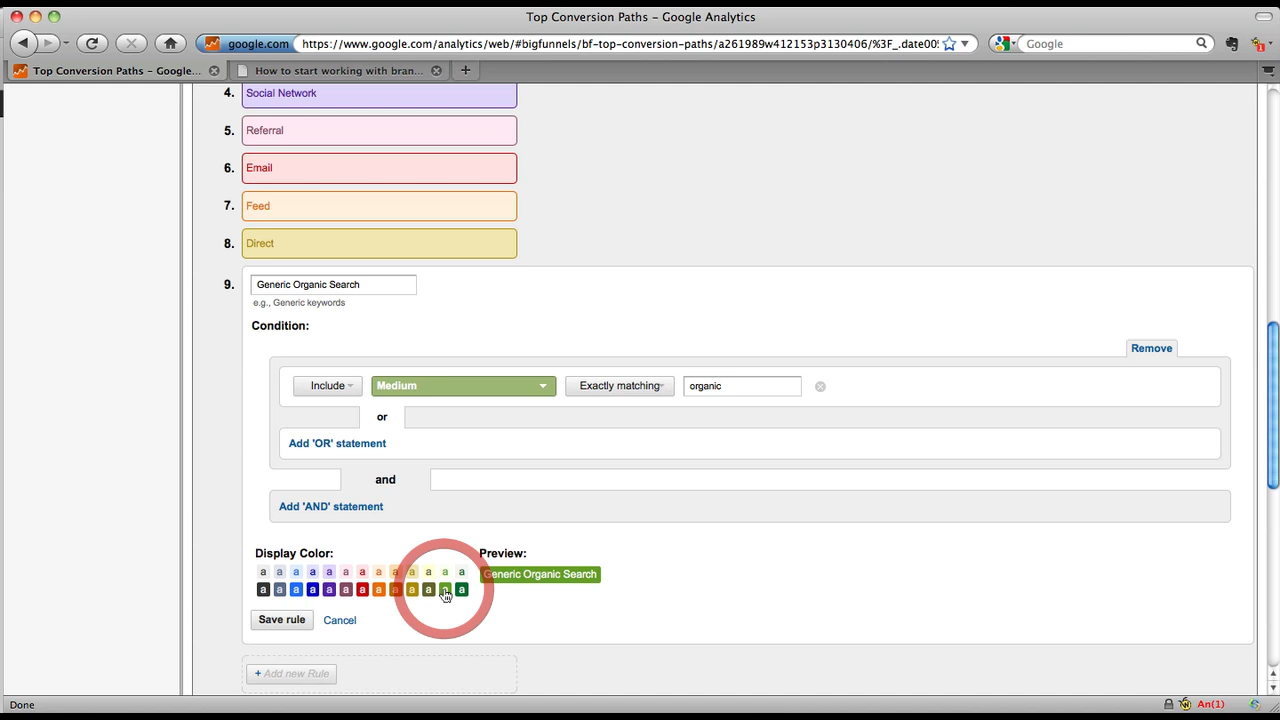 Top Conversion Paths – Google Analytics
google.com https://www.google.com/analytics/web/#bigfunnels/bf-top-conversion-paths/a261989w412153p3130406/%3F_.date00 Google
Top Conversion Paths – Google... How to start working with bran... +
4. Social Network
5. Referral
6. Email
7. Feed
8. Direct
9. Generic Organic Search
e.g., Generic keywords
Condition:
Remove
Include Medium Exactly matching organic
or
Add 'OR' statement
and
Add 'AND' statement
Display Color: Preview:
a a a a a a a a a a a a a
a a a a a a a a a a a a a
Generic Organic Search
Save rule Cancel
+ Add new Rule
Done An(1)